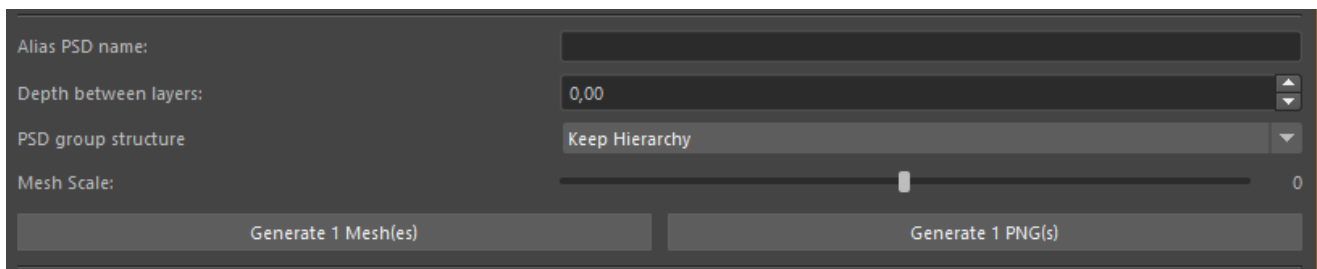 Alias PSD name:
Depth between layers: 0,00
PSD group structure Keep Hierarchy
Mesh Scale: 0
Generate 1 Mesh(es) Generate 1 PNG(s)